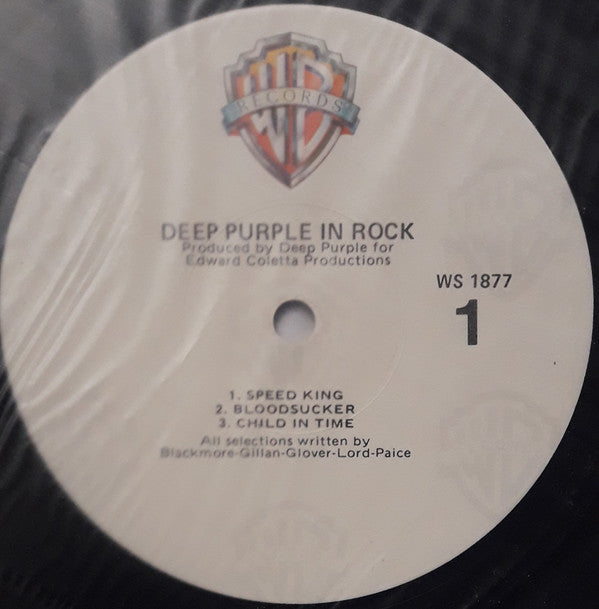 WB
RECORDS
DEEP PURPLE IN ROCK
Produced by Deep Purple for
Edward Coletta Productions
WS 1877
1
1. SPEED KING
2. BLOODSUCKER
3. CHILD IN TIME
All selections written by
Blackmore-Gillan-Glover-Lord-Paice